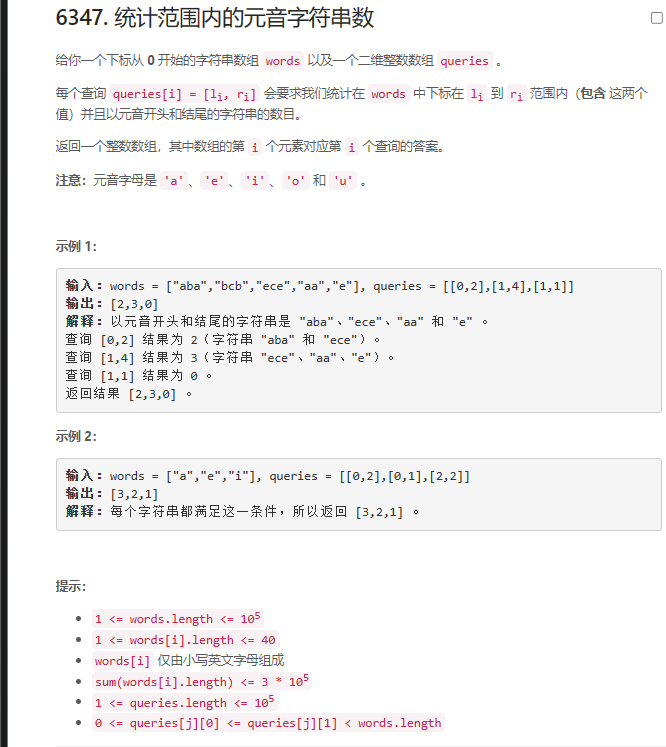 6347. 统计范围内的元音字符串数
给你一个下标从 0 开始的字符串数组 words 以及一个二维整数数组 queries 。
每个查询 queries[i] = [li, ri] 会要求我们统计在 words 中下标在 li 到 ri 范围内（包含 这两个
值）并且以元音开头和结尾的字符串的数目。
返回一个整数数组，其中数组的第 i 个元素对应第 i 个查询的答案。
注意：元音字母是 'a'、'e'、'i'、'o' 和 'u' 。
示例 1：
输入：words = ["aba","bcb","ece","aa","e"], queries = [[0,2],[1,4],[1,1]]
输出：[2,3,0]
解释：以元音开头和结尾的字符串是 "aba"、"ece"、"aa" 和 "e" 。
查询 [0,2] 结果为 2（字符串 "aba" 和 "ece"）。
查询 [1,4] 结果为 3（字符串 "ece"、"aa"、"e"）。
查询 [1,1] 结果为 0 。
返回结果 [2,3,0] 。
示例 2：
输入：words = ["a","e","i"], queries = [[0,2],[0,1],[2,2]]
输出：[3,2,1]
解释：每个字符串都满足这一条件，所以返回 [3,2,1] 。
提示：
1 <= words.length <= 10⁵
1 <= words[i].length <= 40
words[i] 仅由小写英文字母组成
sum(words[i].length) <= 3 * 10⁵
1 <= queries.length <= 10⁵
0 <= queries[j][0] <= queries[j][1] < words.length